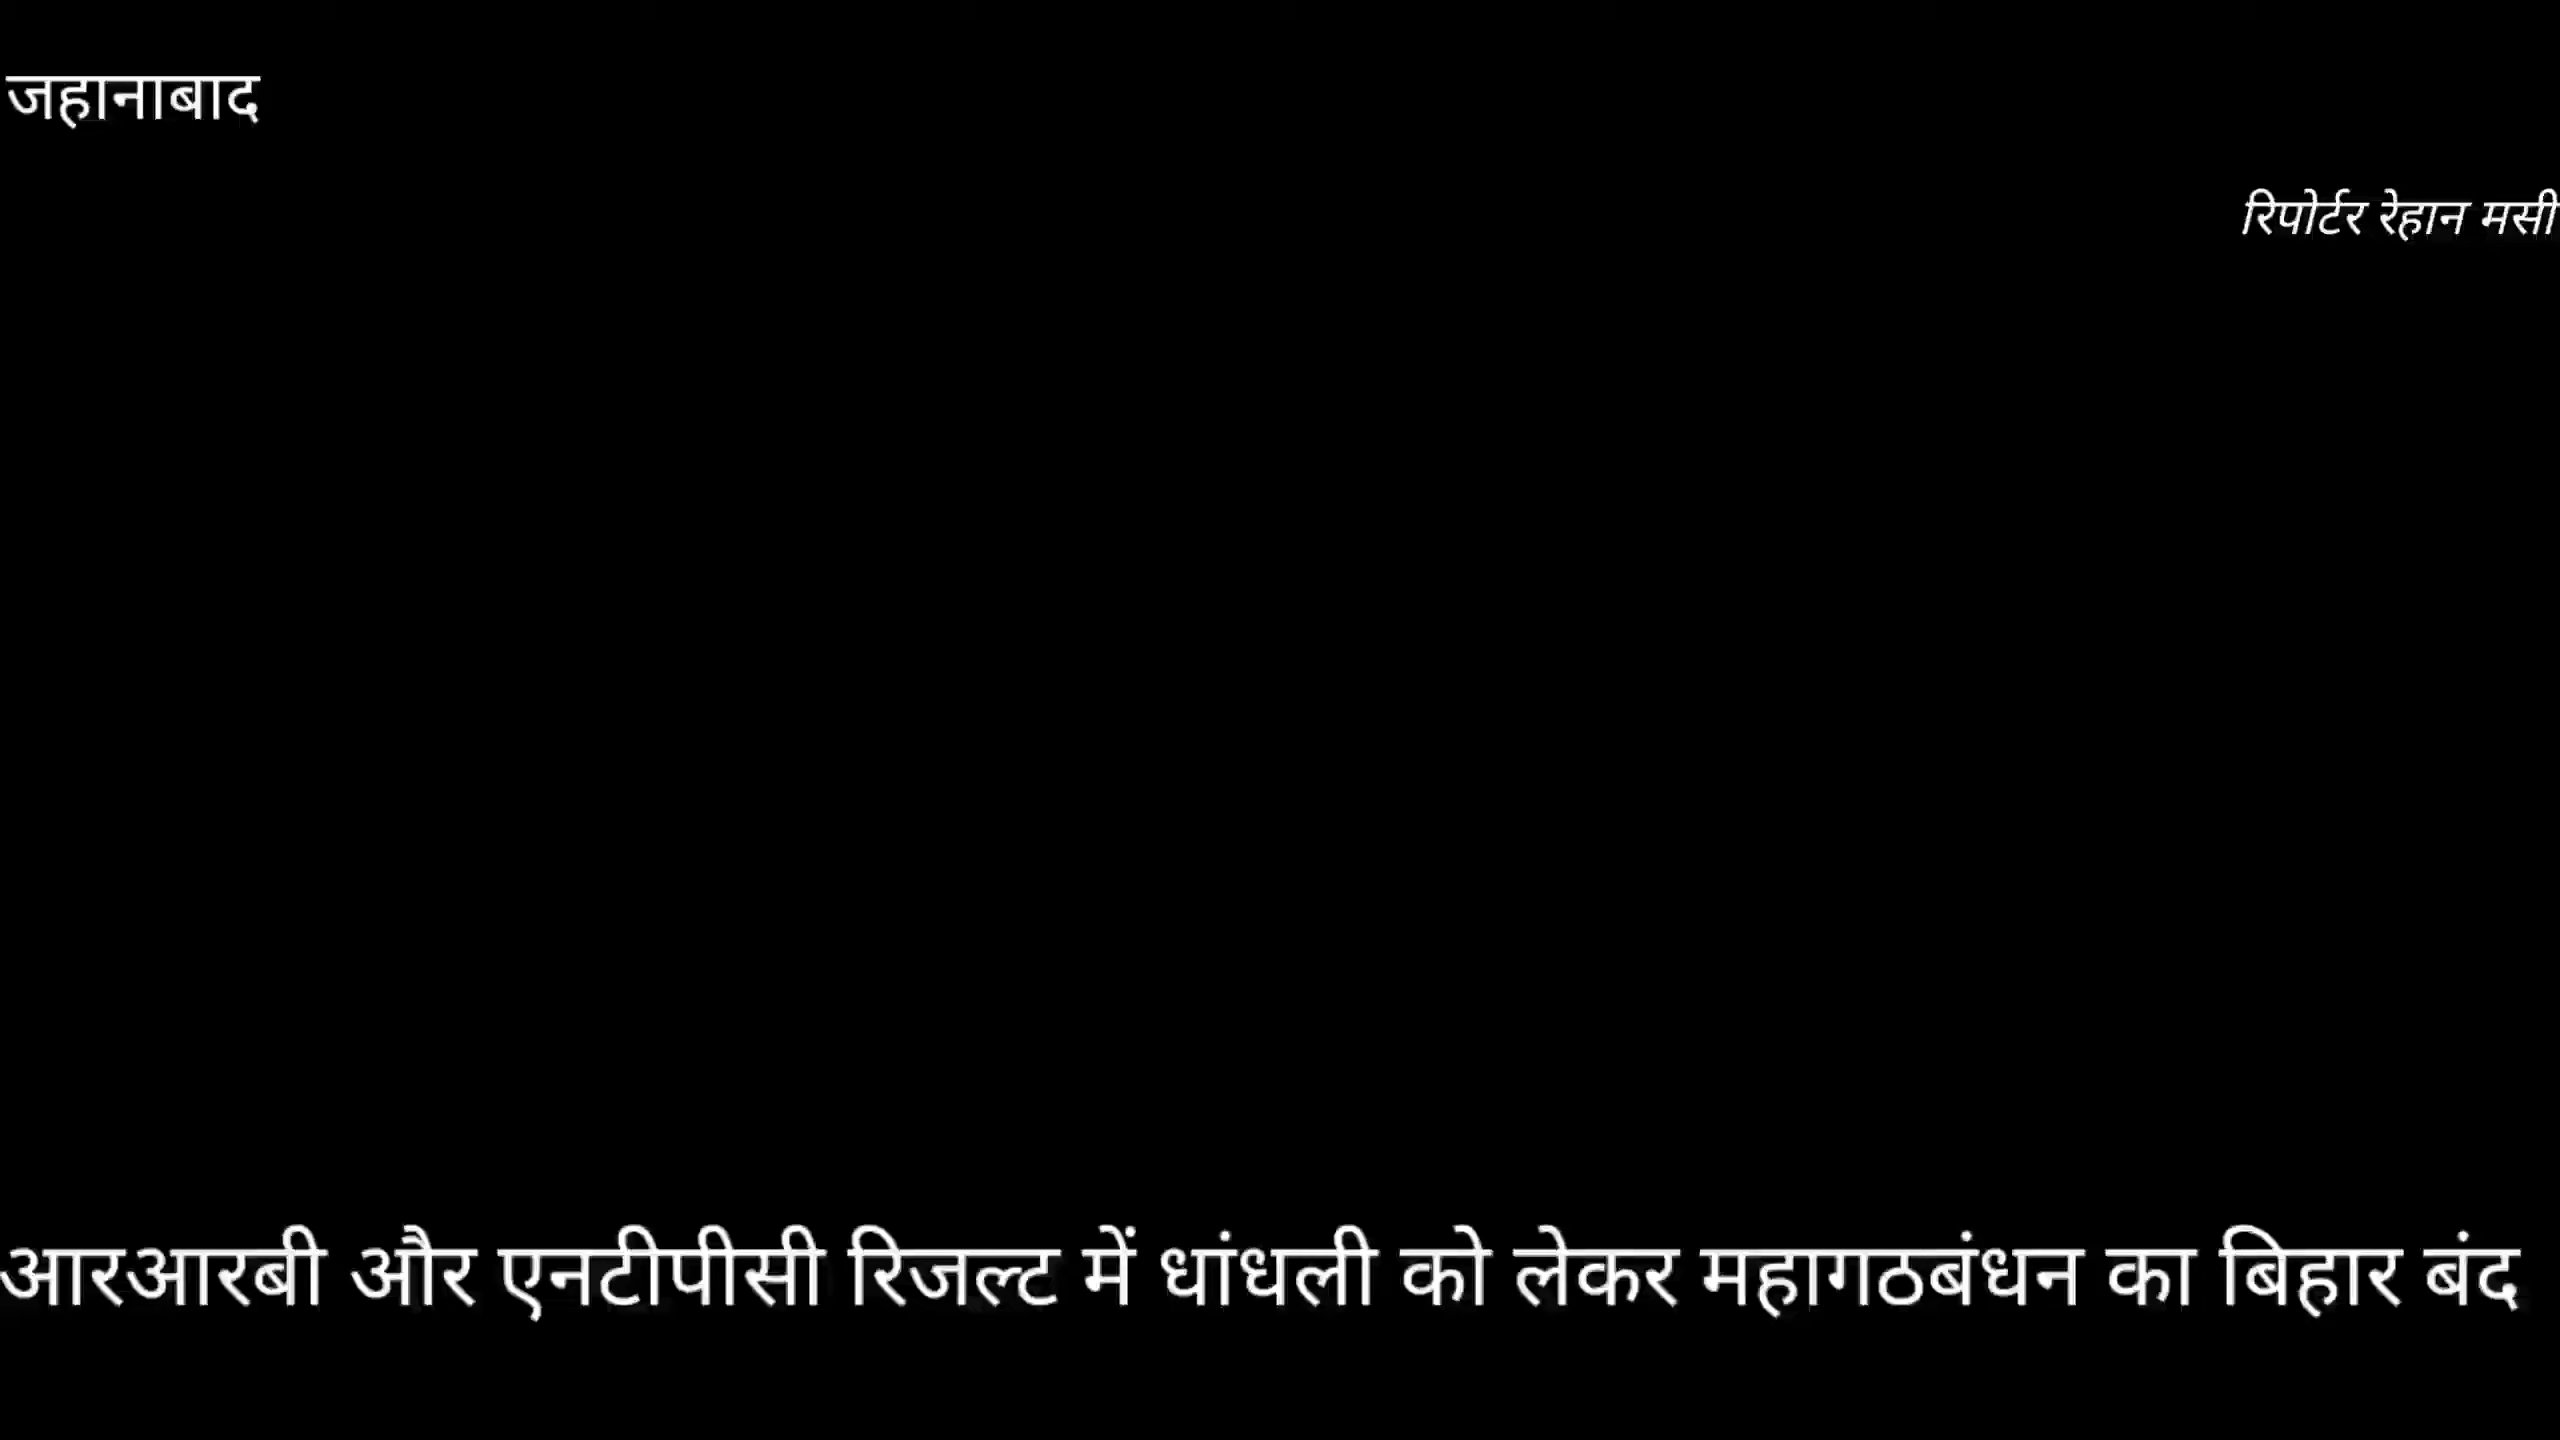 जहानाबाद
रिपोर्टर रेहान मसी
आरआरबी और एनटीपीसी रिजल्ट में धांधली को लेकर महागठबंधन का बिहार बंद